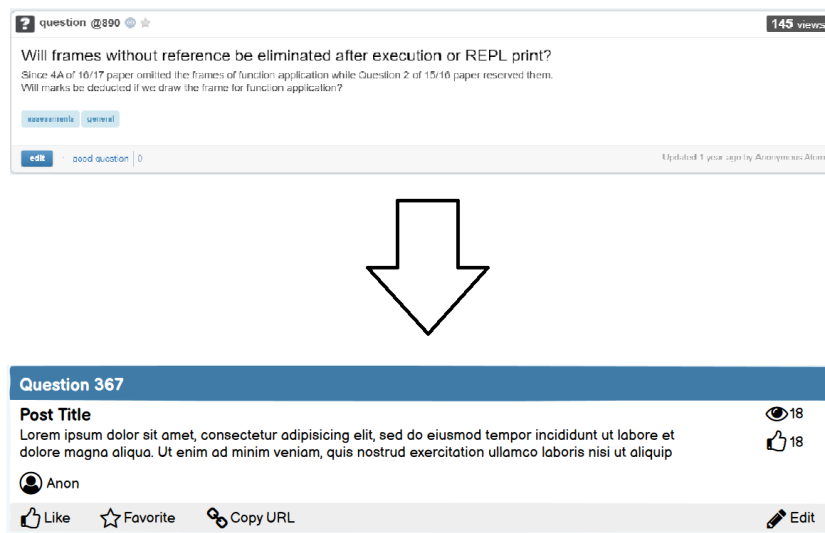 ? question @890
145 views
Will frames without reference be eliminated after execution or REPL print?
Since 4A of 16/17 paper omitted the frames of function application while Question 2 of 15/16 paper reserved them.
Will marks be deducted if we draw the frame for function application?
assessments general
edit · good question 0
Updated 1 year ago by Anonymous Atom
Question 367
Post Title
18
Lorem ipsum dolor sit amet, consectetur adipisicing elit, sed do eiusmod tempor incididunt ut labore et
dolore magna aliqua. Ut enim ad minim veniam, quis nostrud exercitation ullamco laboris nisi ut aliquip
18
Anon
Like Favorite Copy URL Edit